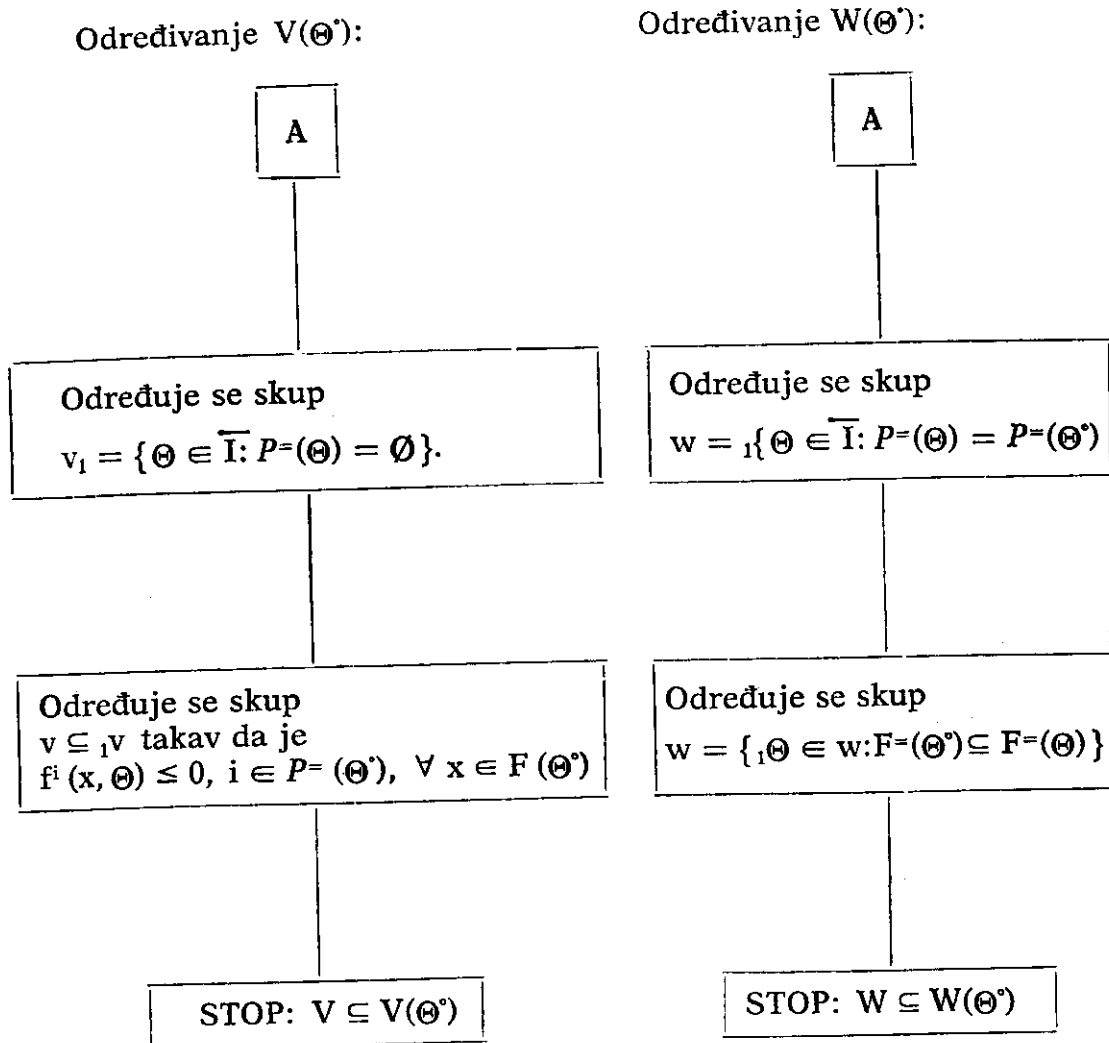 Određivanje V(Θ°):
A
Određuje se skup
v₁ = {Θ ∈ I̅: P⁼(Θ) = Ø}.
Određuje se skup
v ⊆ ₁v takav da je
fⁱ (x, Θ) ≤ 0, i ∈ P⁼ (Θ°), ∀ x ∈ F (Θ°)
STOP: V ⊆ V(Θ°)
Određivanje W(Θ°):
A
Određuje se skup
w = ₁{Θ ∈ I̅: P⁼(Θ) = P⁼(Θ°)
Određuje se skup
w = {₁Θ ∈ w:F⁼(Θ°)⊆ F⁼(Θ)}
STOP: W ⊆ W(Θ°)